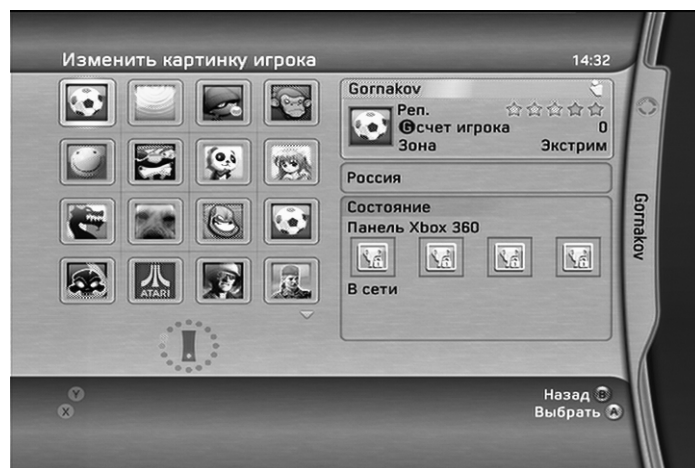 Изменить картинку игрока
14:32
Gornakov
Реп.
G счет игрока 0
Зона Экстрим
Россия
Состояние
Панель Xbox 360
В сети
ATARI
Gornakov
Y
X
Назад B
Выбрать A